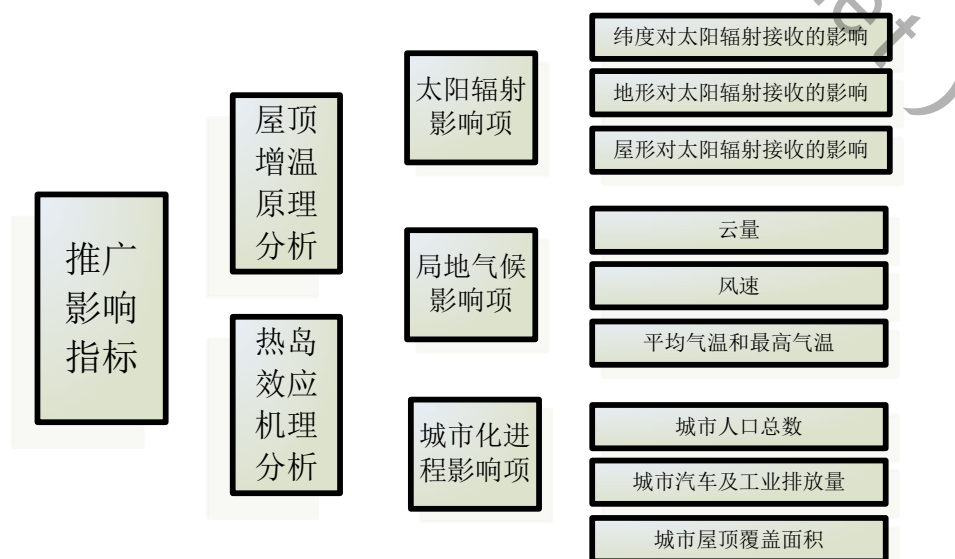 推广
影响
指标
屋顶
增温
原理
分析
热岛
效应
机理
分析
太阳辐射
影响项
局地气候
影响项
城市化进
程影响项
纬度对太阳辐射接收的影响
地形对太阳辐射接收的影响
屋形对太阳辐射接收的影响
云量
风速
平均气温和最高气温
城市人口总数
城市汽车及工业排放量
城市屋顶覆盖面积